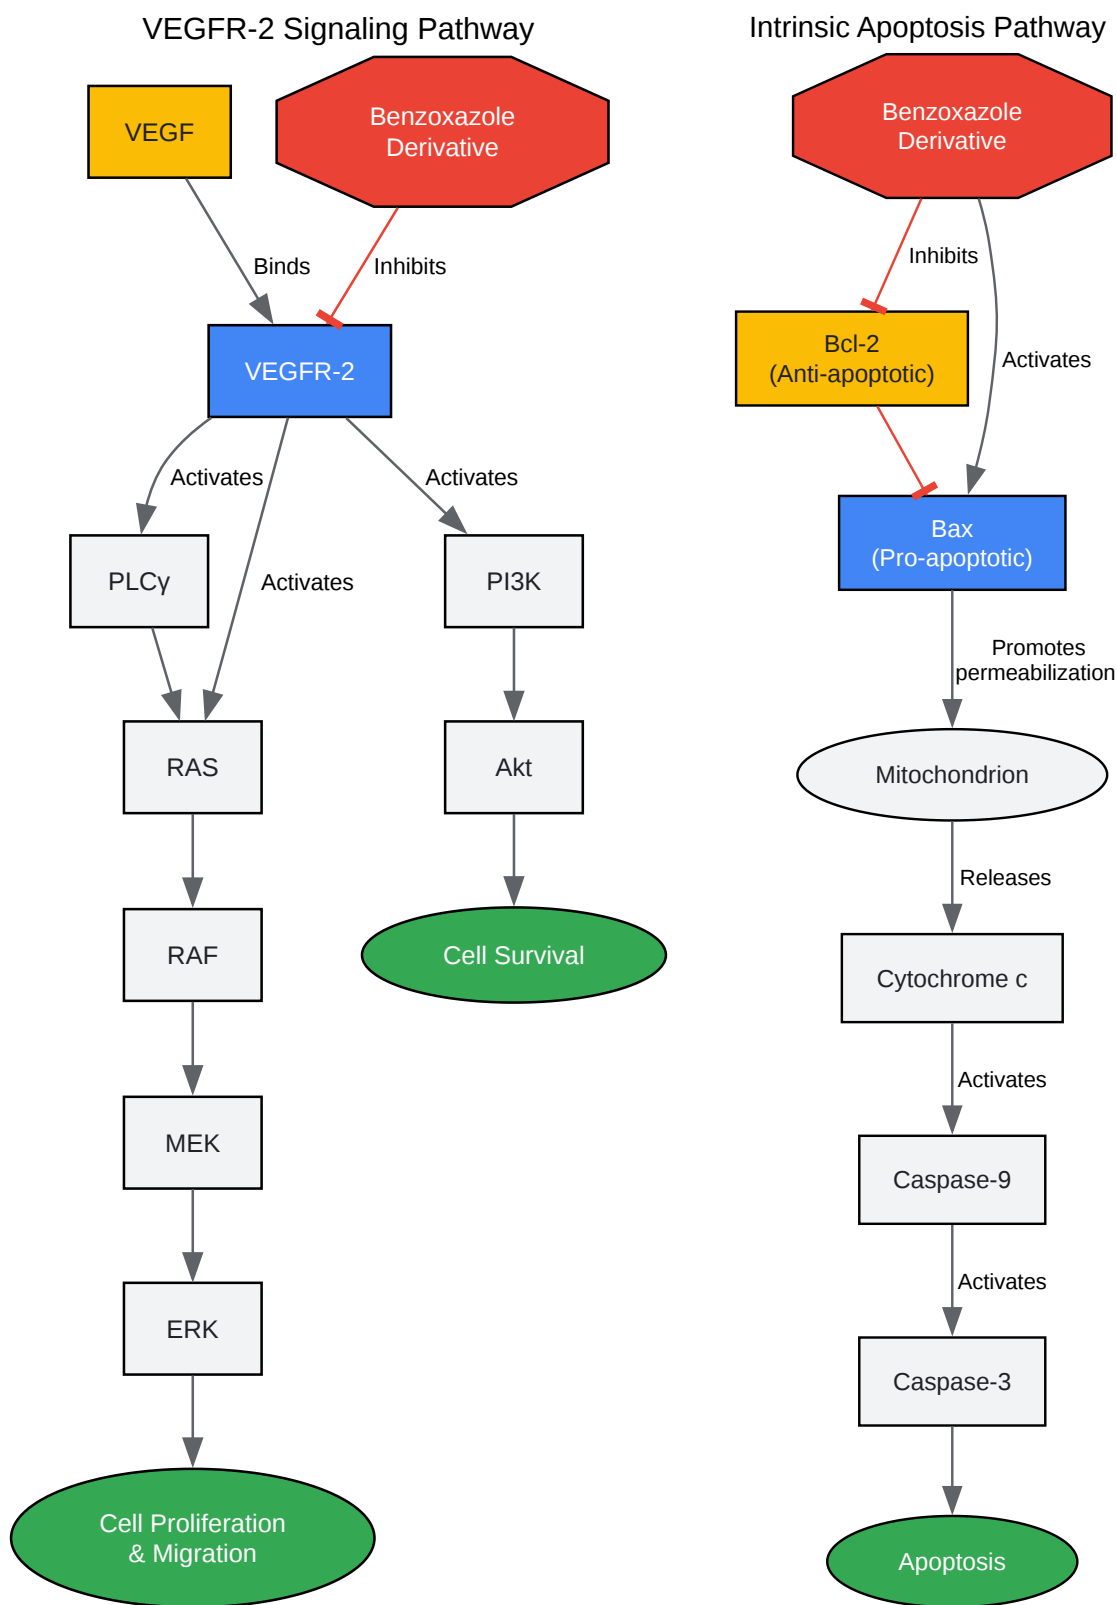 VEGFR-2 Signaling Pathway
VEGF
Benzoxazole
Derivative
Binds
Inhibits
VEGFR-2
Activates
Activates
PLCγ
Activates
PI3K
RAS
Akt
RAF
Cell Survival
MEK
ERK
Cell Proliferation
& Migration
Intrinsic Apoptosis Pathway
Benzoxazole
Derivative
Inhibits
Bcl-2
(Anti-apoptotic)
Activates
Bax
(Pro-apoptotic)
Promotes
permeabilization
Mitochondrion
Releases
Cytochrome c
Activates
Caspase-9
Activates
Caspase-3
Apoptosis